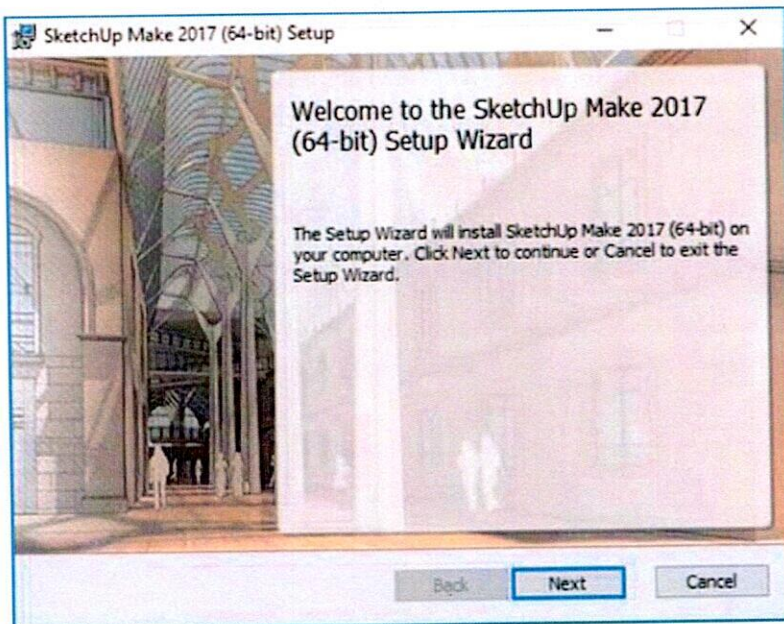 SketchUp Make 2017 (64-bit) Setup
Welcome to the SketchUp Make 2017
(64-bit) Setup Wizard
The Setup Wizard will install SketchUp Make 2017 (64-bit) on
your computer. Click Next to continue or Cancel to exit the
Setup Wizard.
Back Next Cancel